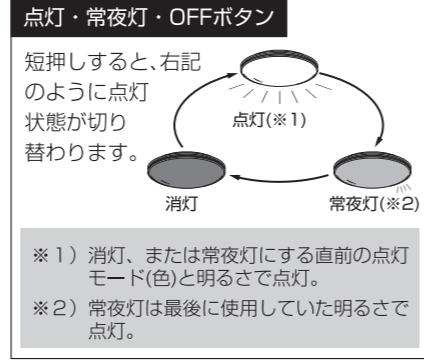 点灯・常夜灯・OFFボタン
短押しすると、右記
のように点灯
状態が切り
替わります。
点灯(※1)
消灯
常夜灯(※2)
※1）消灯、または常夜灯にする直前の点灯
モード(色)と明るさで点灯。
※2）常夜灯は最後に使用していた明るさで
点灯。